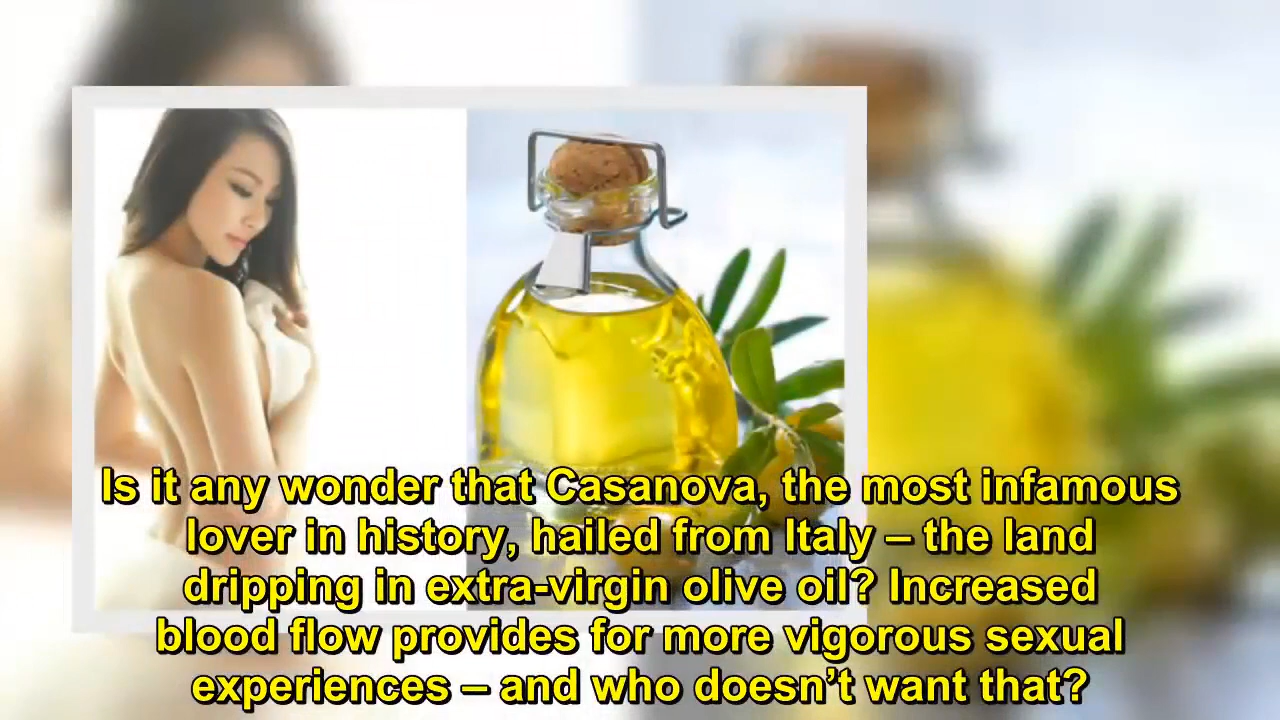 Is it any wonder that Casanova, the most infamous
lover in history, hailed from Italy – the land
dripping in extra-virgin olive oil? Increased
blood flow provides for more vigorous sexual
experiences – and who doesn’t want that?